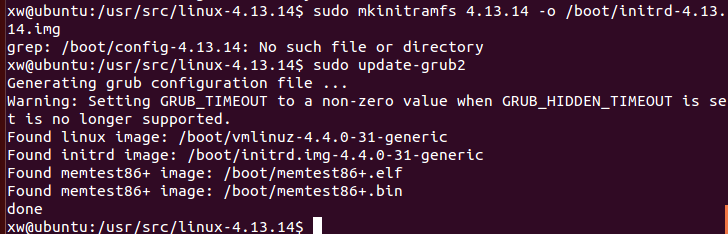 xw@ubuntu:/usr/src/linux-4.13.14$ sudo mkinitramfs 4.13.14 -o /boot/initrd-4.13.
14.img
grep: /boot/config-4.13.14: No such file or directory
xw@ubuntu:/usr/src/linux-4.13.14$ sudo update-grub2
Generating grub configuration file ...
Warning: Setting GRUB_TIMEOUT to a non-zero value when GRUB_HIDDEN_TIMEOUT is se
t is no longer supported.
Found linux image: /boot/vmlinuz-4.4.0-31-generic
Found initrd image: /boot/initrd.img-4.4.0-31-generic
Found memtest86+ image: /boot/memtest86+.elf
Found memtest86+ image: /boot/memtest86+.bin
done
xw@ubuntu:/usr/src/linux-4.13.14$